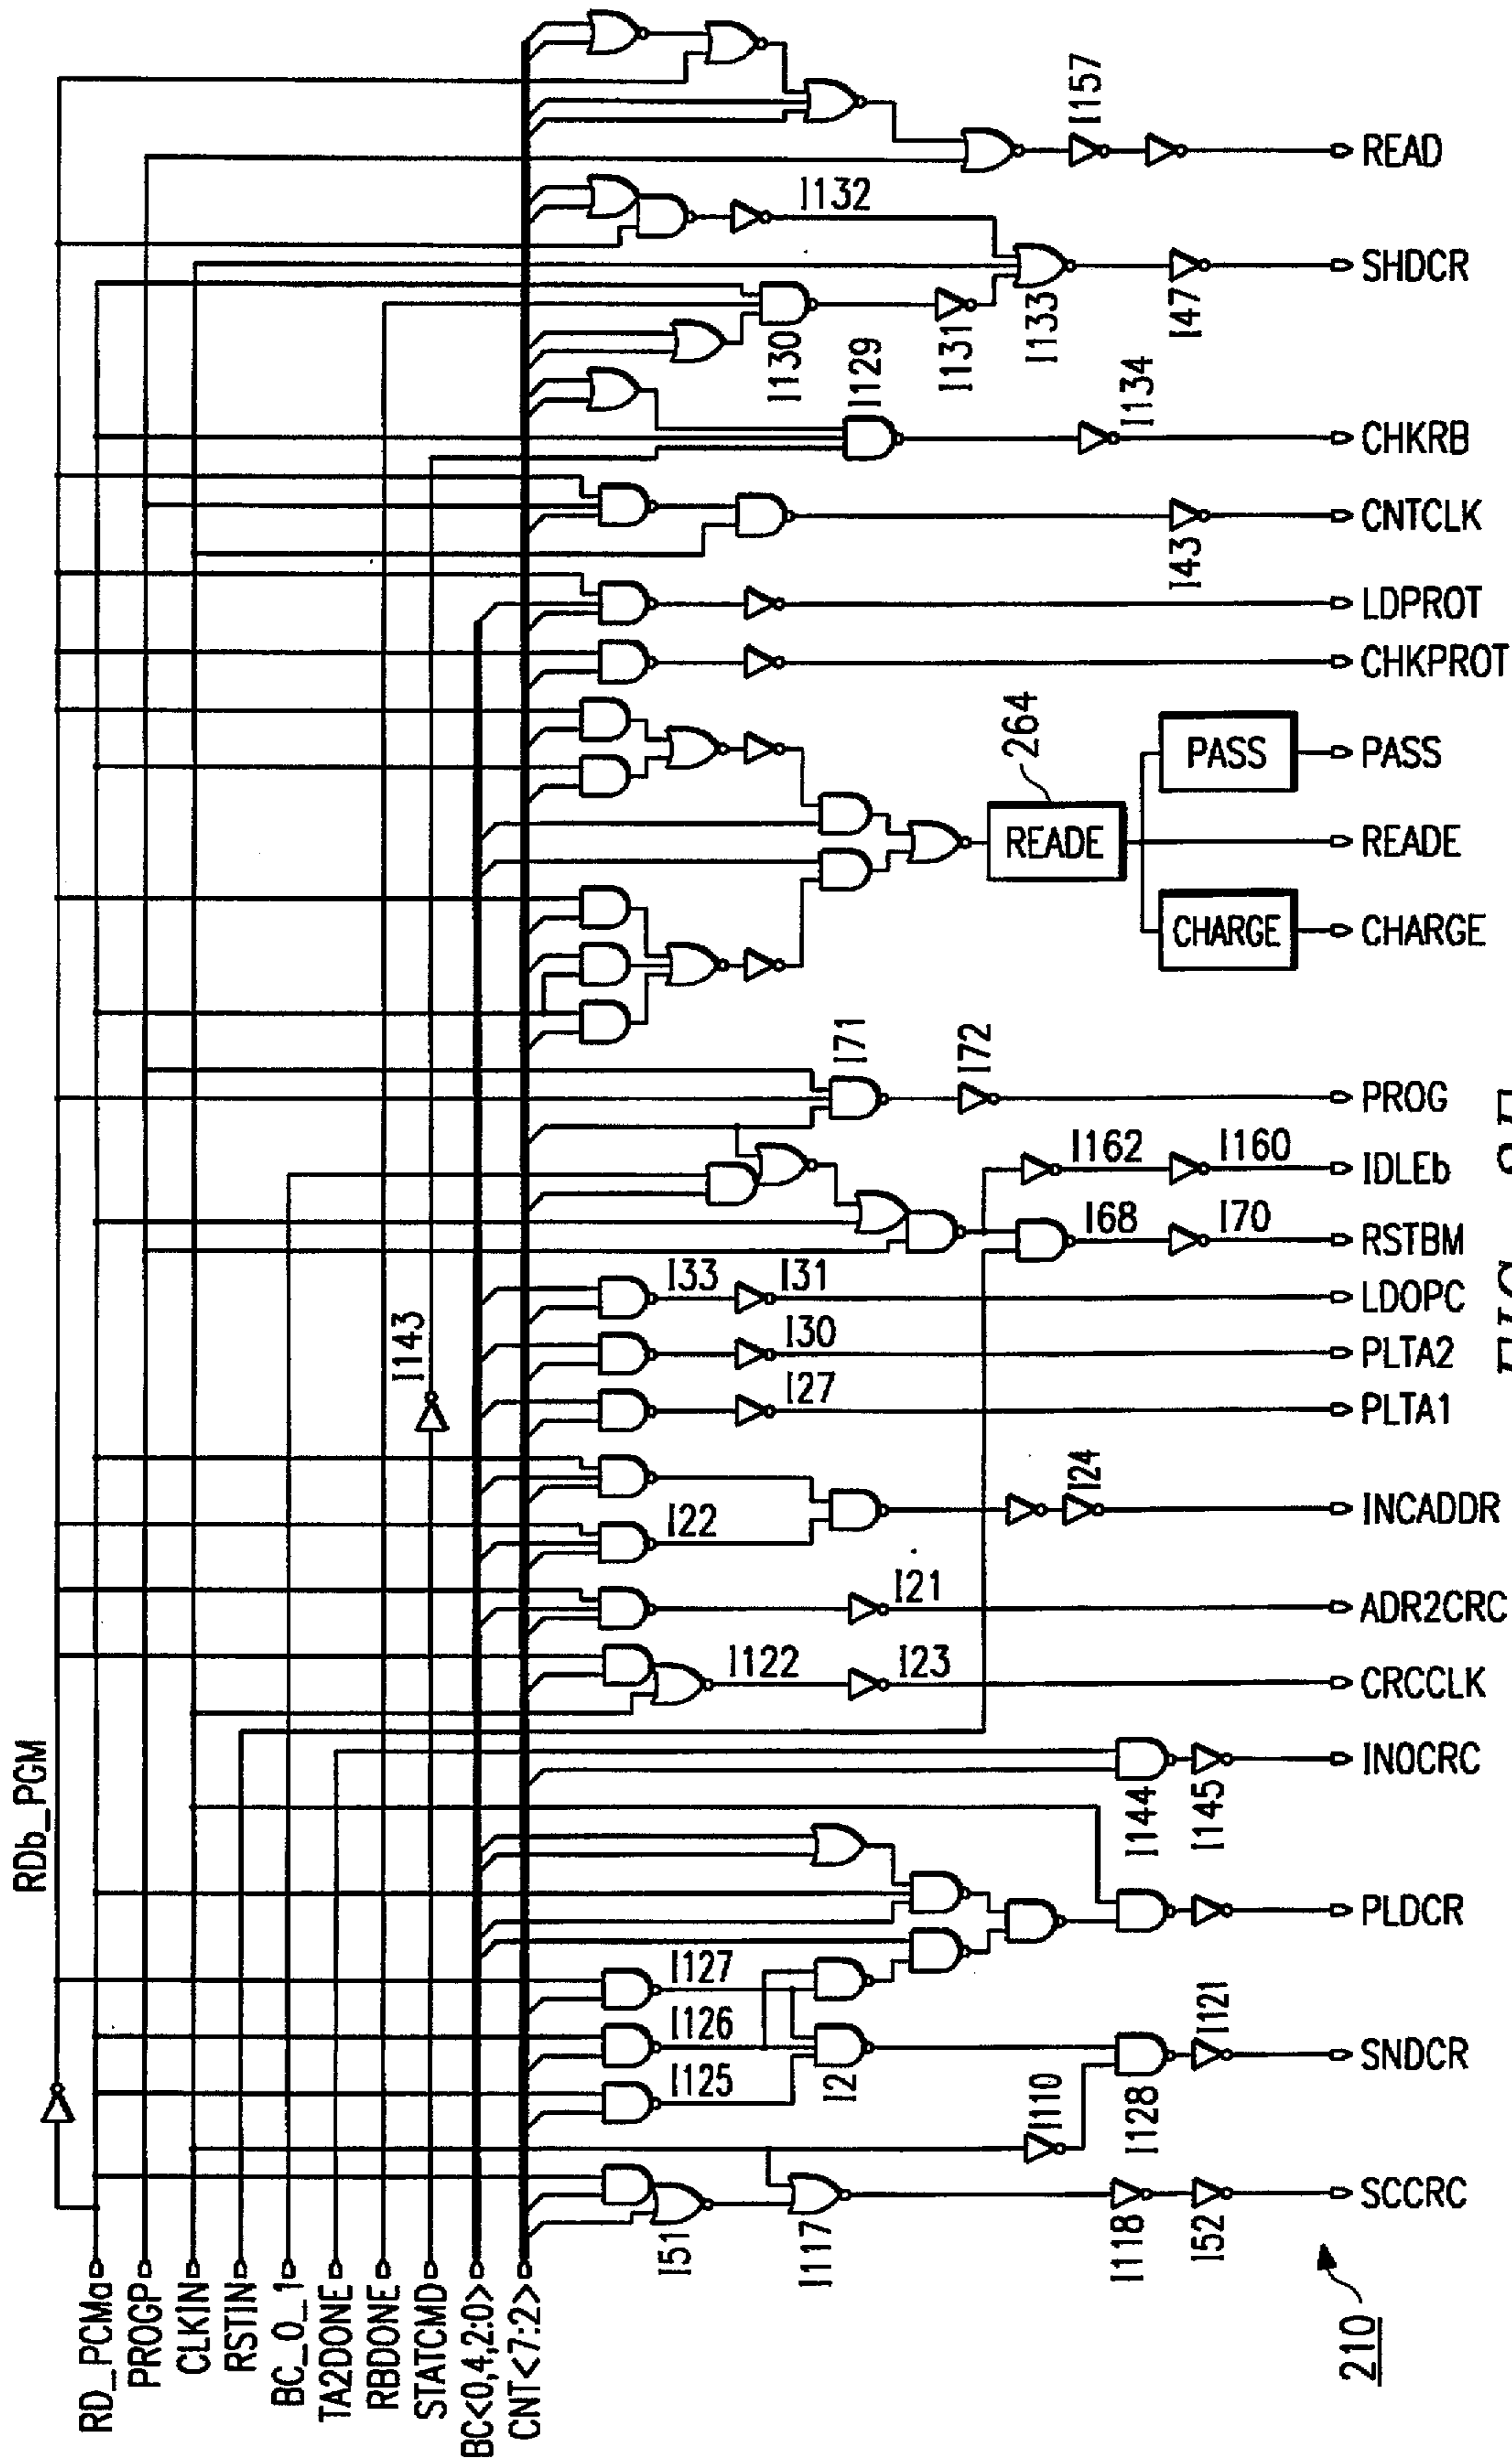 RDb_PGM
RD_PCMa
PROGP
CLKIN
RSTIN
BC_0_1
TA2DONE
RBDONE
STATCMD
BC<0,4,2:0>
CNT<7:2>
I143
I157
READ
I132
I133
I47
SHDCR
I130
I131
I129
I134
CHKRB
I43
CNTCLK
LDPROT
CHKPROT
264
PASS
PASS
READE
READE
CHARGE
CHARGE
I71
I72
PROG
I162
I160
IDLEb
I68
I70
RSTBM
I33
I31
LDOPC
I30
PLTA2
I27
PLTA1
I22
I24
INCADDR
I21
ADR2CRC
I122
I23
CRCCLK
I144
I145
INOCRC
PLDCR
I127
I126
I125
I2
I110
I128
I121
SNDCR
I51
I117
I118
I52
SCCRC
210